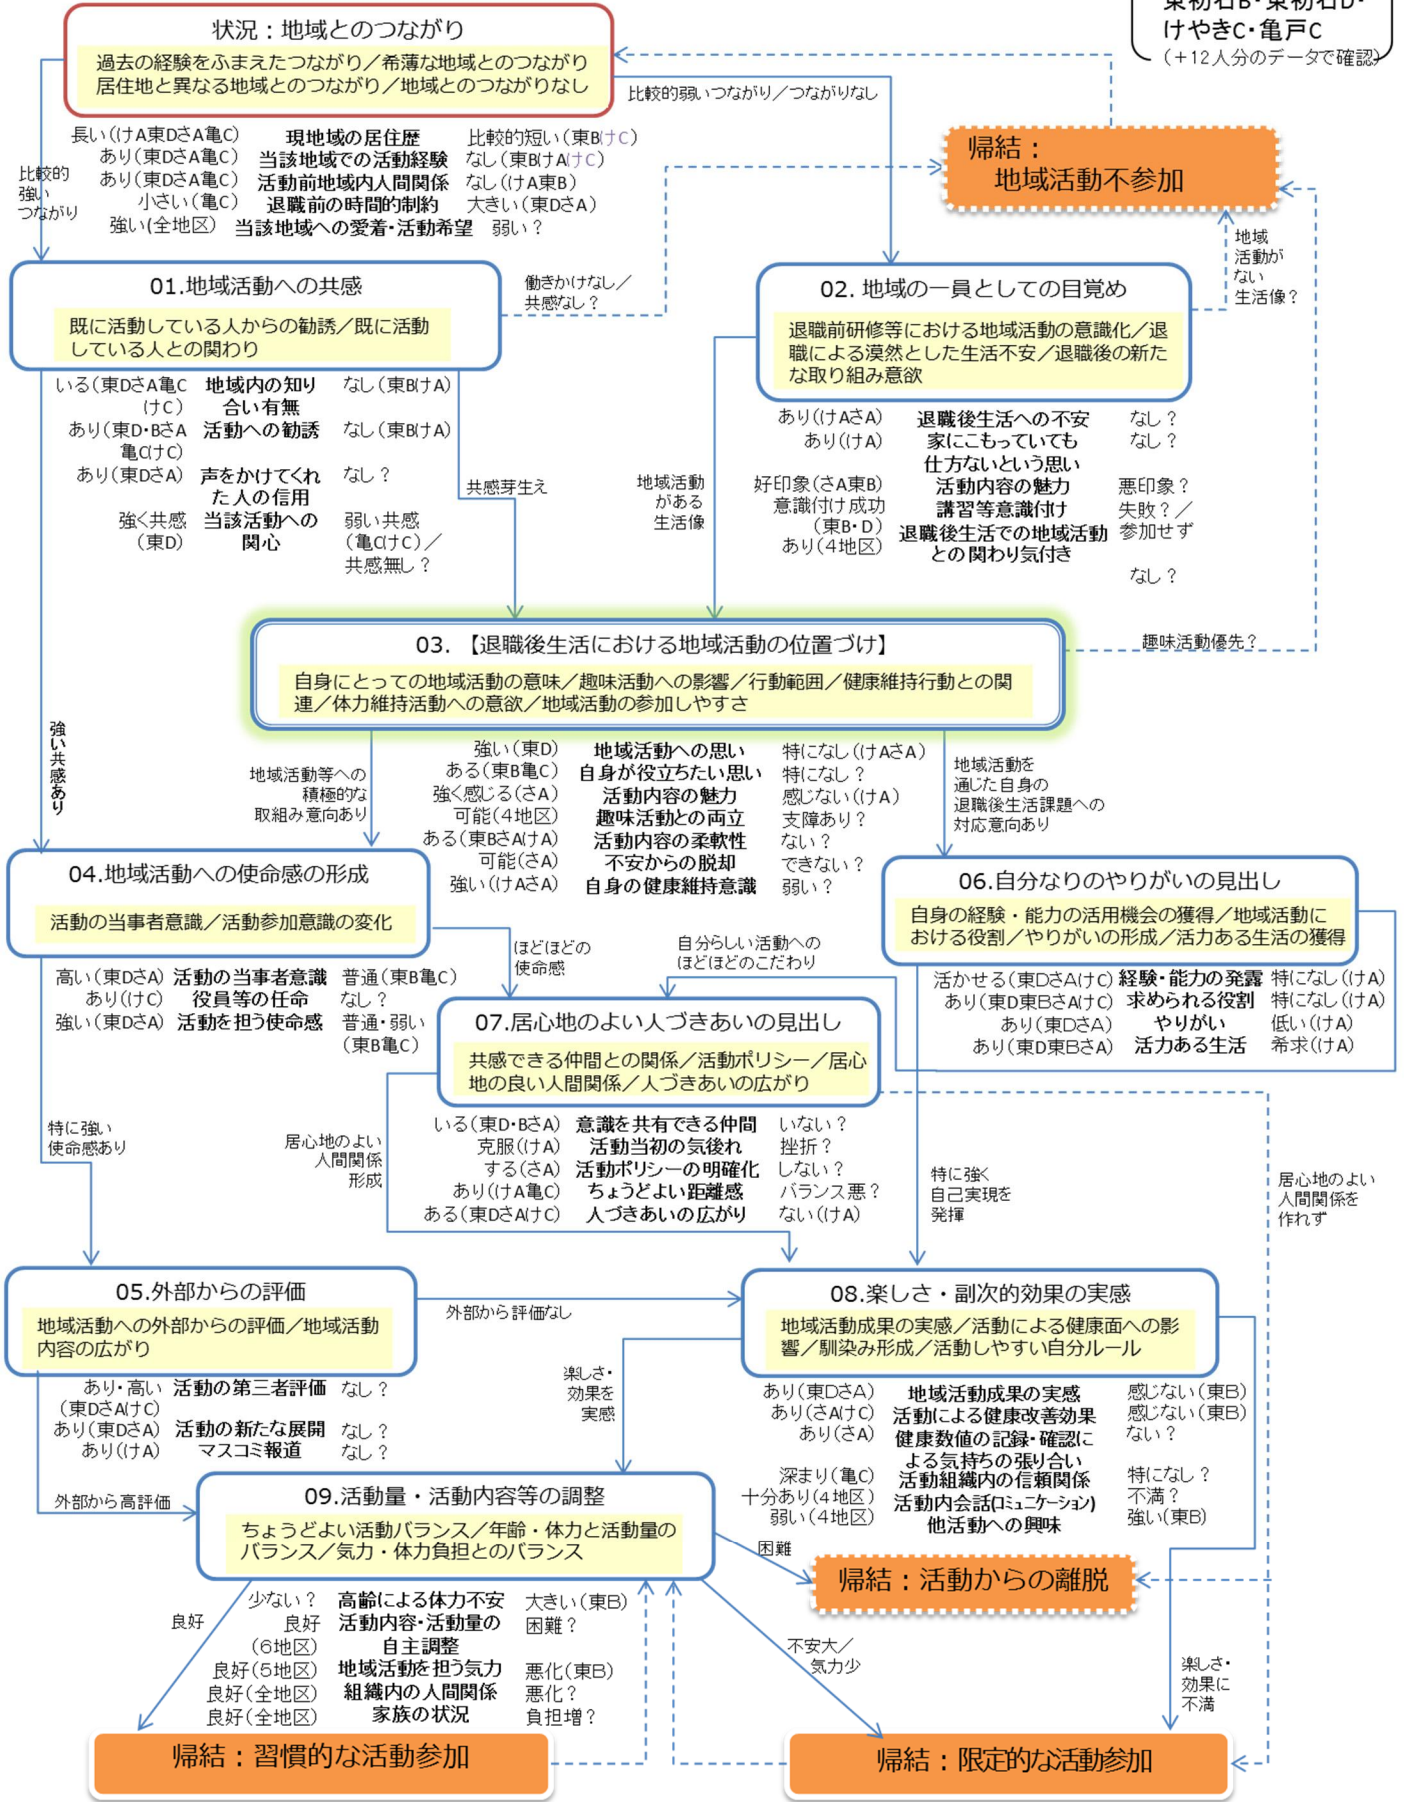 けやきC・亀戸C
(+12人分のデータで確認)
状況：地域とのつながり
過去の経験をふまえたつながり／希薄な地域とのつながり
居住地と異なる地域とのつながり／地域とのつながりなし
比較的弱いつながり／つながりなし
比較的
強い
つながり
長い(けA東DさA亀C) 現地域の居住歴 比較的短い(東BけC)
あり(東DさA亀C) 当該地域での活動経験 なし(東BけAけC)
あり(東DさA亀C) 活動前地域内人間関係 なし(けA東B)
小さい(亀C) 退職前の時間的制約 大きい(東DさA)
強い(全地区) 当該地域への愛着・活動希望 弱い？
帰結：
地域活動不参加
01.地域活動への共感
既に活動している人からの勧誘／既に活動
している人との関わり
働きかけなし／
共感なし？
02. 地域の一員としての目覚め
退職前研修等における地域活動の意識化／退
職による漠然とした生活不安／退職後の新た
な取り組み意欲
地域
活動が
ない
生活像？
いる(東DさA亀C 地域内の知り なし(東BけA)
けC) 合い有無
あり(東D・BさA 活動への勧誘 なし(東BけA)
亀CけC)
あり(東DさA) 声をかけてくれ なし？
た人の信用
強く共感 当該活動への 弱い共感
(東D) 関心 (亀CけC)／
共感無し？
共感芽生え
地域活動
がある
生活像
あり(けAさA) 退職後生活への不安 なし？
あり(けA) 家にこもっていても なし？
仕方ないという思い
好印象(さA東B) 活動内容の魅力 悪印象？
意識付け成功 講習等意識付け 失敗？／
(東B・D) 参加せず
あり(4地区) 退職後生活での地域活動
との関わり気付き
なし？
03. 【退職後生活における地域活動の位置づけ】
自身にとっての地域活動の意味／趣味活動への影響／行動範囲／健康維持行動との関
連／体力維持活動への意欲／地域活動の参加しやすさ
趣味活動優先？
強い共感あり
地域活動等への
積極的な
取組み意向あり
強い(東D) 地域活動への思い 特になし(けAさA)
ある(東B亀C) 自身が役立ちたい思い 特になし？
強く感じる(さA) 活動内容の魅力 感じない(けA)
可能(4地区) 趣味活動との両立 支障あり？
ある(東BさAけA) 活動内容の柔軟性 ない？
可能(さA) 不安からの脱却 できない？
強い(けAさA) 自身の健康維持意識 弱い？
地域活動を
通じた自身の
退職後生活課題への
対応意向あり
04.地域活動への使命感の形成
活動の当事者意識／活動参加意識の変化
06.自分なりのやりがいの見出し
自身の経験・能力の活用機会の獲得／地域活動に
おける役割／やりがいの形成／活力ある生活の獲得
ほどほどの
使命感
自分らしい活動への
ほどほどのこだわり
高い(東DさA) 活動の当事者意識 普通(東B亀C)
あり(けC) 役員等の任命 なし？
強い(東DさA) 活動を担う使命感 普通・弱い
(東B亀C)
活かせる(東DさAけC) 経験・能力の発露 特になし(けA)
あり(東D東BさAけC) 求められる役割 特になし(けA)
あり(東DさA) やりがい 低い(けA)
あり(東D東BさA) 活力ある生活 希求(けA)
07.居心地のよい人づきあいの見出し
共感できる仲間との関係／活動ポリシー／居心
地の良い人間関係／人づきあいの広がり
特に強い
使命感あり
居心地のよい
人間関係
形成
いる(東D・BさA) 意識を共有できる仲間 いない？
克服(けA) 活動当初の気後れ 挫折？
する(さA) 活動ポリシーの明確化 しない？
あり(けA亀C) ちょうどよい距離感 バランス悪？
ある(東DさAけC) 人づきあいの広がり ない(けA)
特に強く
自己実現を
発揮
居心地のよい
人間関係を
作れず
05.外部からの評価
地域活動への外部からの評価／地域活動
内容の広がり
外部から評価なし
08.楽しさ・副次的効果の実感
地域活動成果の実感／活動による健康面への影
響／馴染み形成／活動しやすい自分ルール
楽しさ・
効果を
実感
あり・高い 活動の第三者評価 なし？
(東DさAけC)
あり(東DさA) 活動の新たな展開 なし？
あり(けA) マスコミ報道 なし？
あり(東DさA) 地域活動成果の実感 感じない(東B)
あり(さAけC) 活動による健康改善効果 感じない(東B)
あり(さA) 健康数値の記録・確認に ない？
よる気持ちの張り合い
深まり(亀C) 活動組織内の信頼関係 特になし？
十分あり(4地区) 活動内会話(コミュニケーション) 不満？
弱い(4地区) 他活動への興味 強い(東B)
外部から高評価
09.活動量・活動内容等の調整
ちょうどよい活動バランス／年齢・体力と活動量の
バランス／気力・体力負担とのバランス
困難
帰結：活動からの離脱
良好
少ない？ 高齢による体力不安 大きい(東B)
良好 活動内容・活動量の 困難？
(6地区) 自主調整
良好(5地区) 地域活動を担う気力 悪化(東B)
良好(全地区) 組織内の人間関係 悪化？
良好(全地区) 家族の状況 負担増？
不安大／
気力少
楽しさ・
効果に
不満
帰結：習慣的な活動参加
帰結：限定的な活動参加